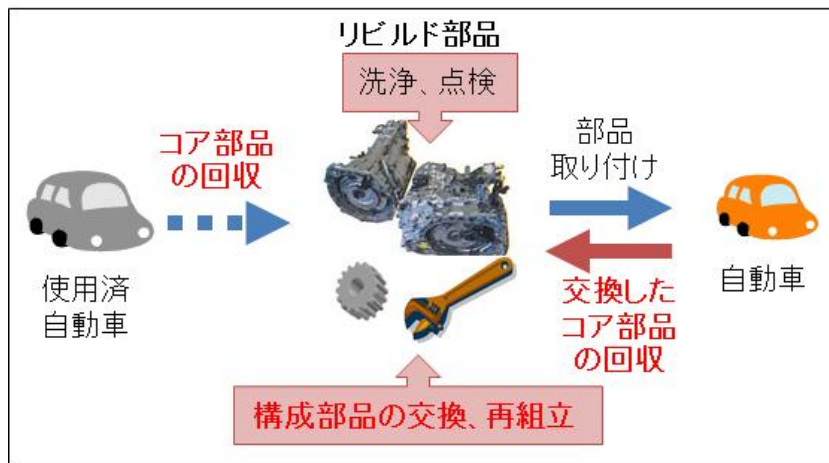 リビルド部品
洗浄、点検
コア部品
の回収
部品
取り付け
使用済
自動車
自動車
交換した
コア部品
の回収
構成部品の交換、再組立